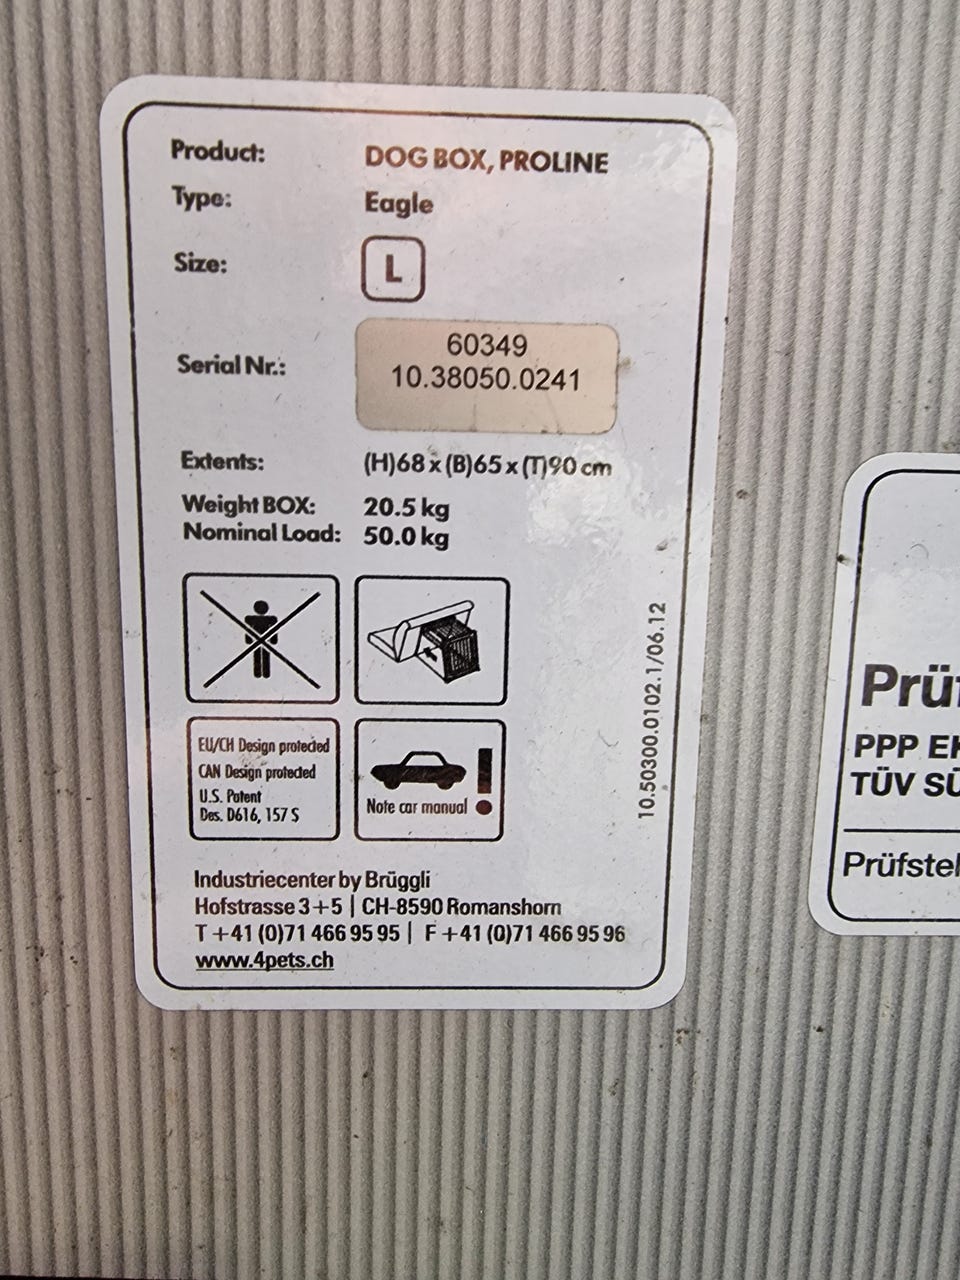 Product: DOG BOX, PROLINE
Type: Eagle
Size: L
Serial Nr.: 60349
10.38050.0241
Extents: (H)68 x (B)65 x (T)90 cm
Weight BOX: 20.5 kg
Nominal Load: 50.0 kg
EU/CH Design protected
CAN Design protected
U.S. Patent
Des. D616, 157 S
Note car manual
10.50300.0102.1/06.12
Industriecenter by Brüggli
Hofstrasse 3+5 | CH-8590 Romanshorn
T +41 (0)71 466 95 95 | F +41 (0)71 466 95 96
www.4pets.ch
PPP
TÜV